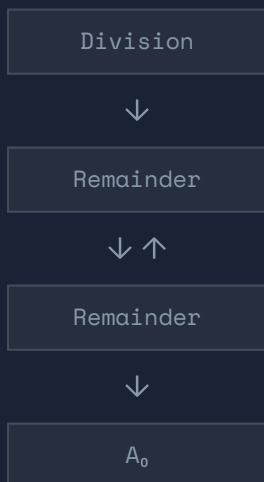 Division
↓
Remainder
↓ ↑
Remainder
↓
A₀